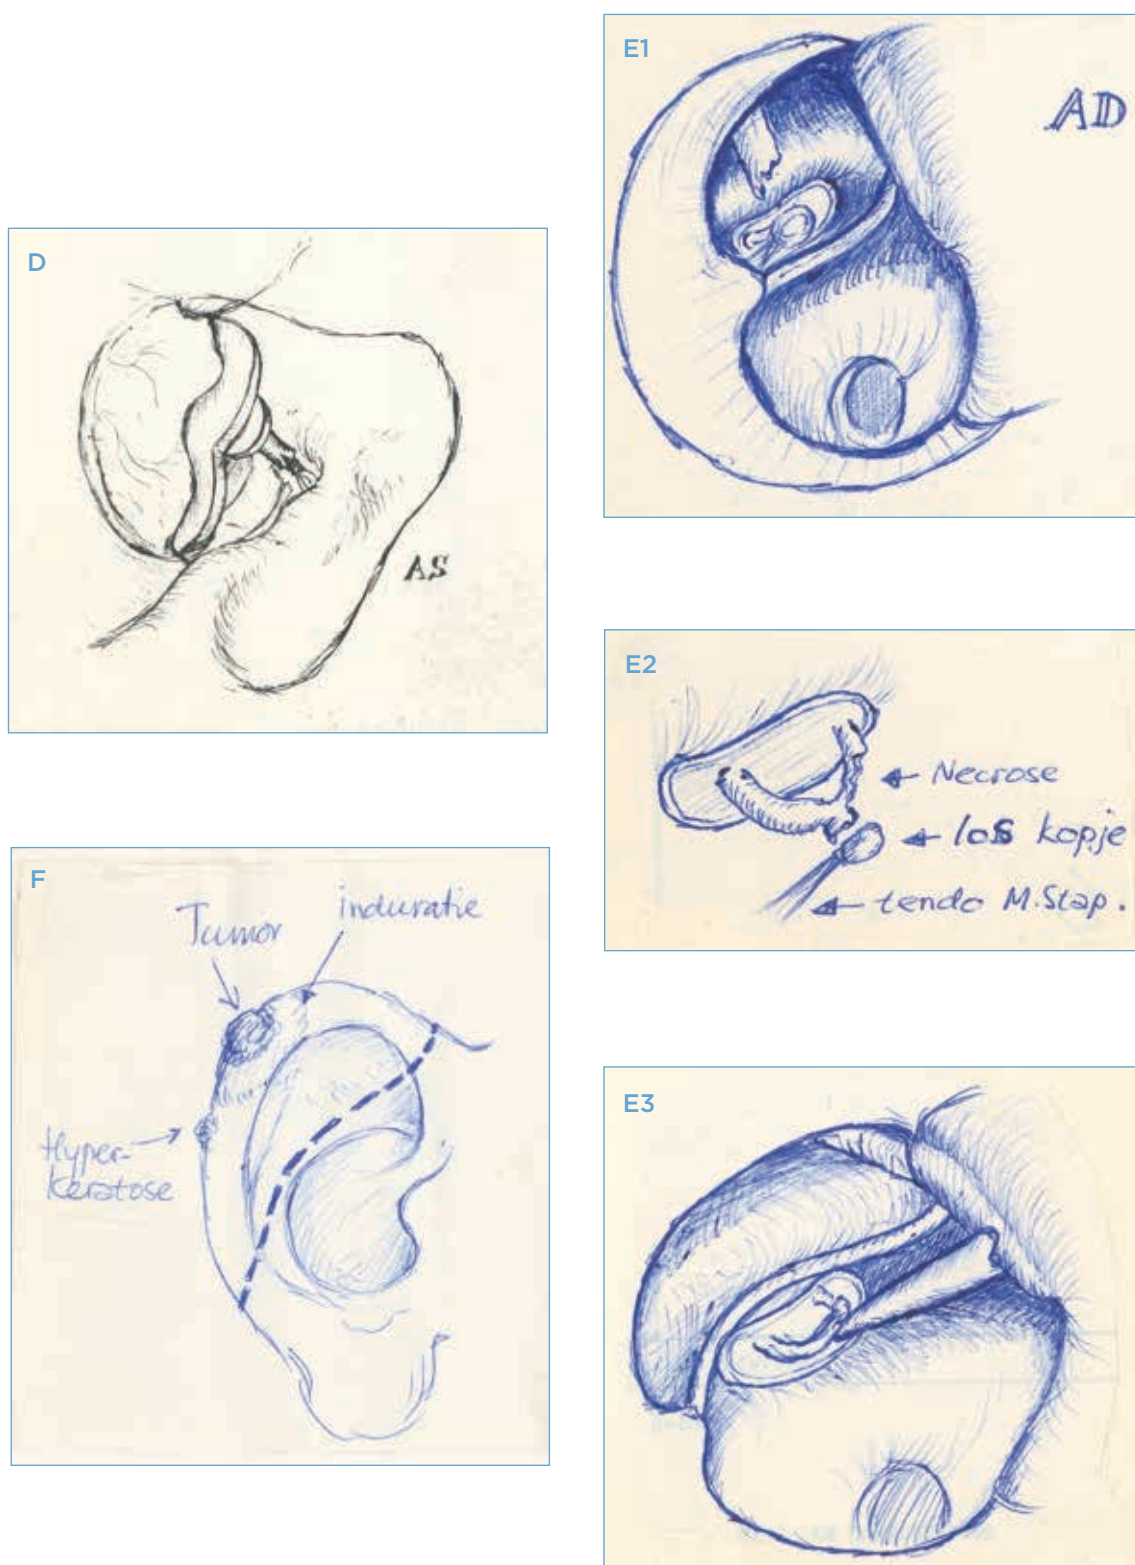 D
AS
E1
AD
E2
Necrose
los kopje
tendo M.Stap.
F
Tumor
induratie
Hyper-
keratose
E3